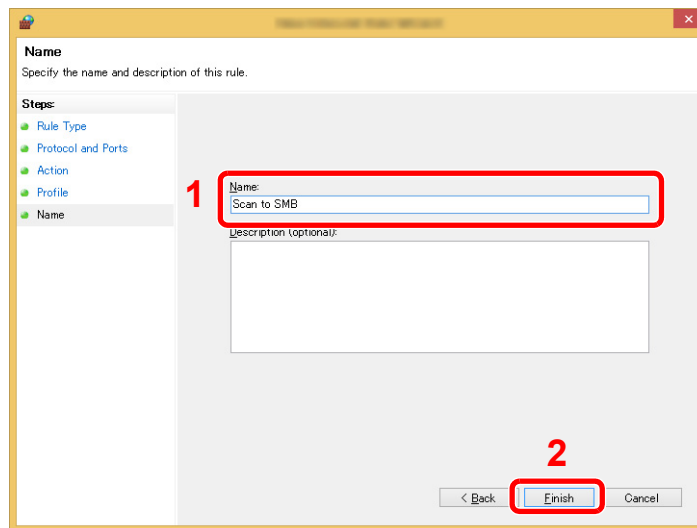 Name
Specify the name and description of this rule.
Steps:
Rule Type
Protocol and Ports
Action
Profile
Name
1
Name:
Scan to SMB
Description (optional):
2
< Back
Finish
Cancel